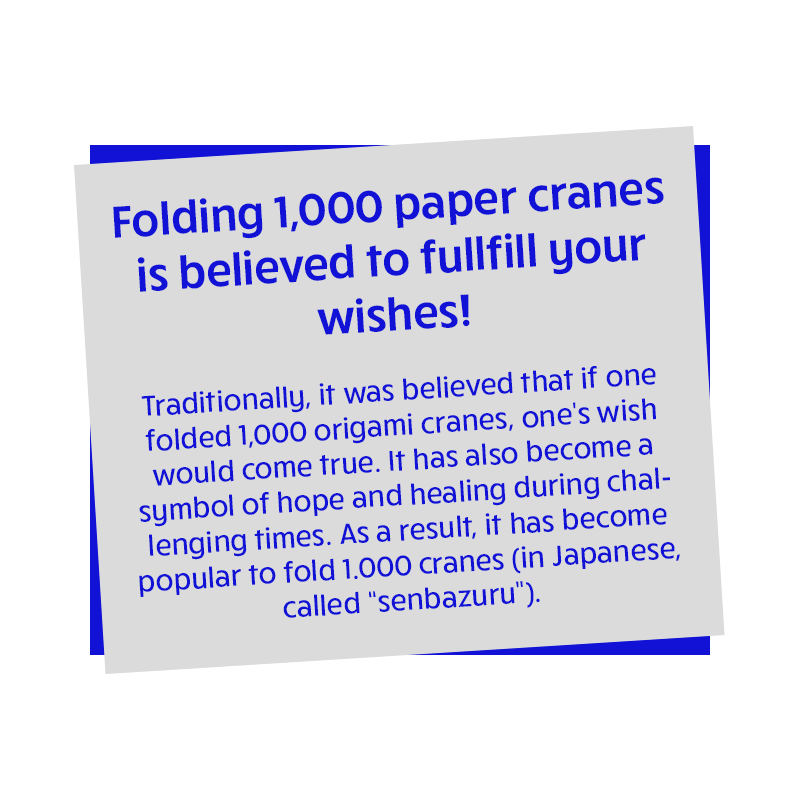 Folding 1,000 paper cranes
is believed to fullfill your
wishes!
Traditionally, it was believed that if one
folded 1,000 origami cranes, one's wish
would come true. It has also become a
symbol of hope and healing during chal-
lenging times. As a result, it has become
popular to fold 1.000 cranes (in Japanese,
called "senbazuru").